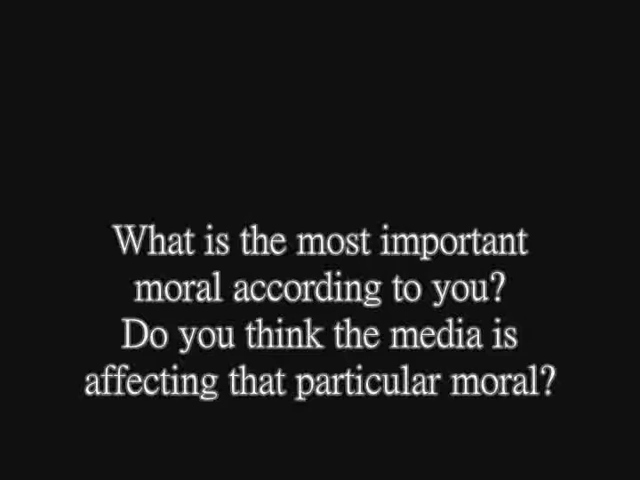 What is the most important
moral according to you?
Do you think the media is
affecting that particular moral?